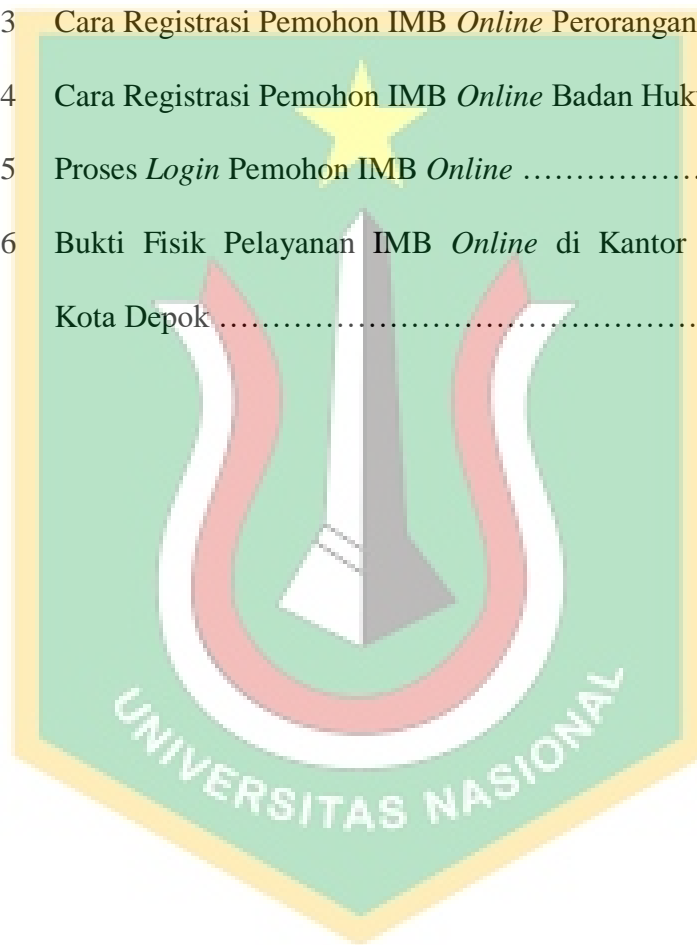 3 Cara Registrasi Pemohon IMB Online Perorangan
4 Cara Registrasi Pemohon IMB Online Badan
5 Proses Login Pemohon IMB Online ………………
6 Bukti Fisik Pelayanan IMB Online di Kantor
Kota Depok …………………………………………
UNIVERSITAS NASIONAL